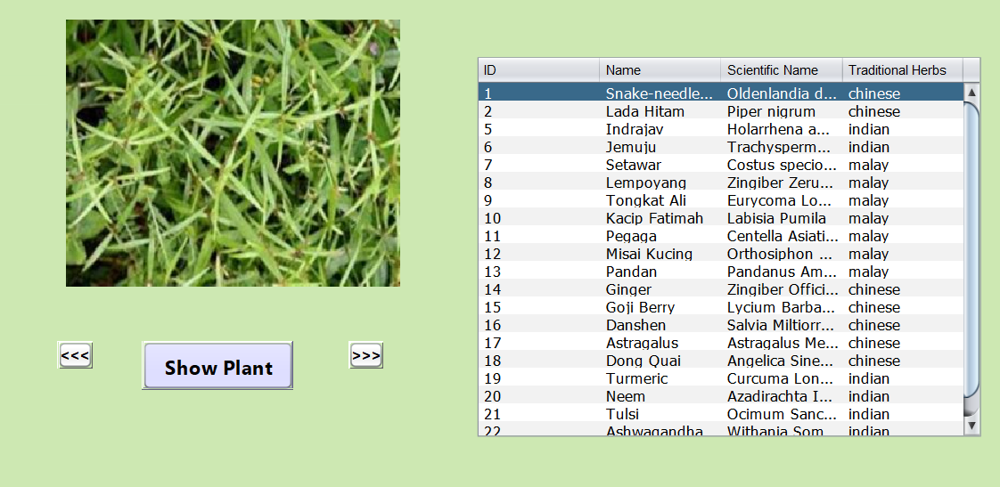 ID Name Scientific Name Traditional Herbs
1 Snake-needle... Oldenlandia d... chinese
2 Lada Hitam Piper nigrum chinese
5 Indrajav Holarrhena a... indian
6 Jemuju Trachysperm... indian
7 Setawar Costus specio... malay
8 Lempoyang Zingiber Zeru... malay
9 Tongkat Ali Eurycoma Lo... malay
10 Kacip Fatimah Labisia Pumila malay
11 Pegaga Centella Asiati... malay
12 Misai Kucing Orthosiphon ... malay
13 Pandan Pandanus Am... malay
14 Ginger Zingiber Offici... chinese
15 Goji Berry Lycium Barba... chinese
16 Danshen Salvia Miltiorr... chinese
17 Astragalus Astragalus Me... chinese
18 Dong Quai Angelica Sine... chinese
19 Turmeric Curcuma Lon... indian
20 Neem Azadirachta I... indian
21 Tulsi Ocimum Sanc... indian
22 Ashwagandha Withania Som... indian
<<< Show Plant >>>